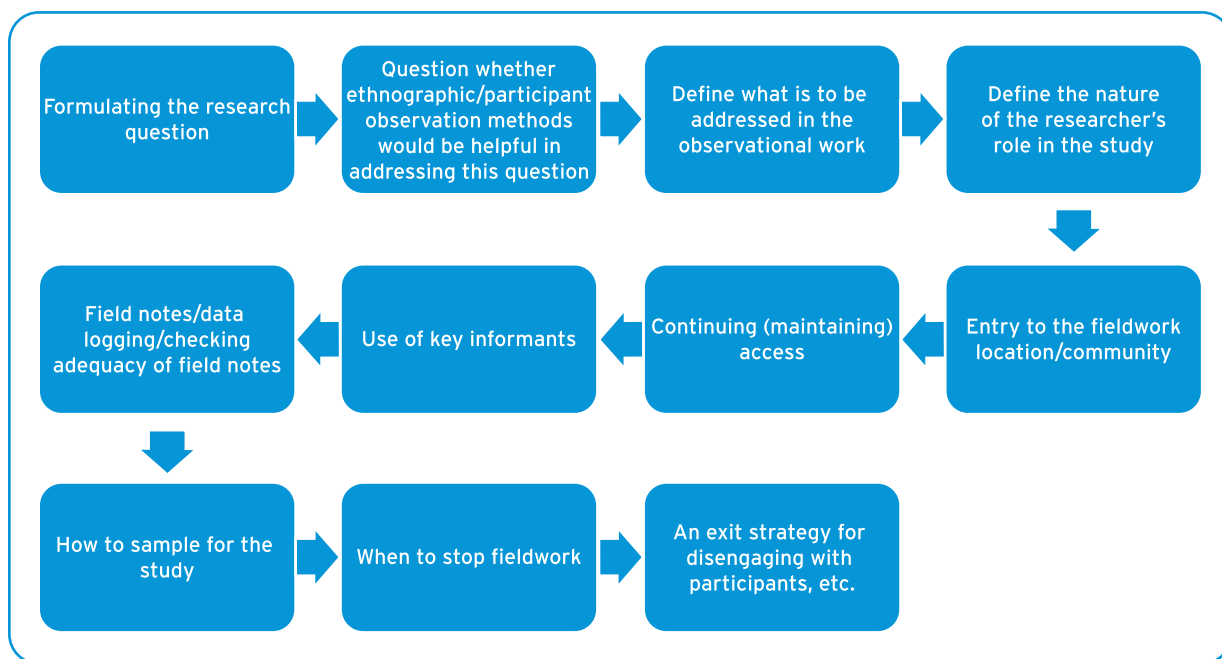 Formulating the research
question
Question whether
ethnographic/participant
observation methods
would be helpful in
addressing this question
Define what is to be
addressed in the
observational work
Define the nature
of the researcher’s
role in the study
Entry to the fieldwork
location/community
Continuing (maintaining)
access
Use of key informants
Field notes/data
logging/checking
adequacy of field notes
How to sample for the
study
When to stop fieldwork
An exit strategy for
disengaging with
participants, etc.